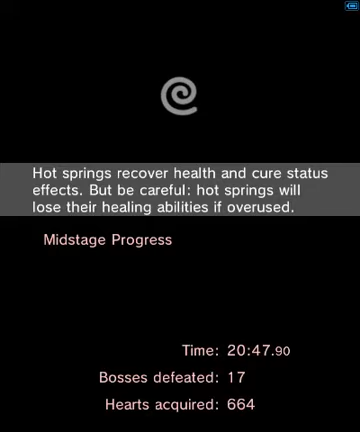 Hot springs recover health and cure status
effects. But be careful: hot springs will
lose their healing abilities if overused.
Midstage Progress
Time: 20:47.90
Bosses defeated: 17
Hearts acquired: 664